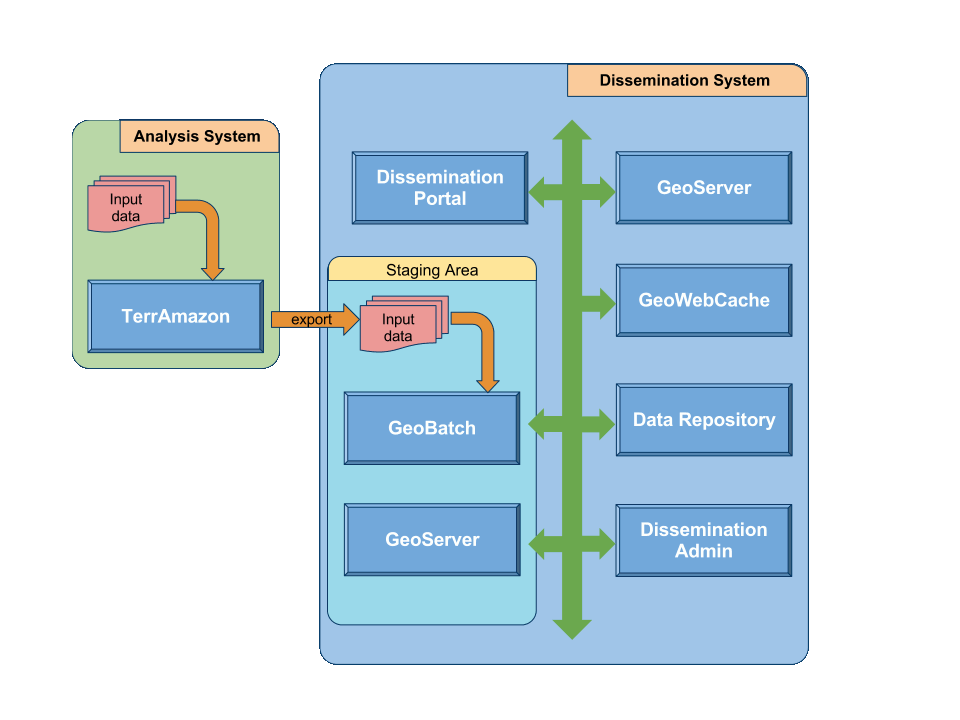 Dissemination System
Analysis System
Input
data
TerrAmazon
export
Dissemination
Portal
GeoServer
Staging Area
Input
data
GeoWebCache
GeoBatch
Data Repository
GeoServer
Dissemination
Admin